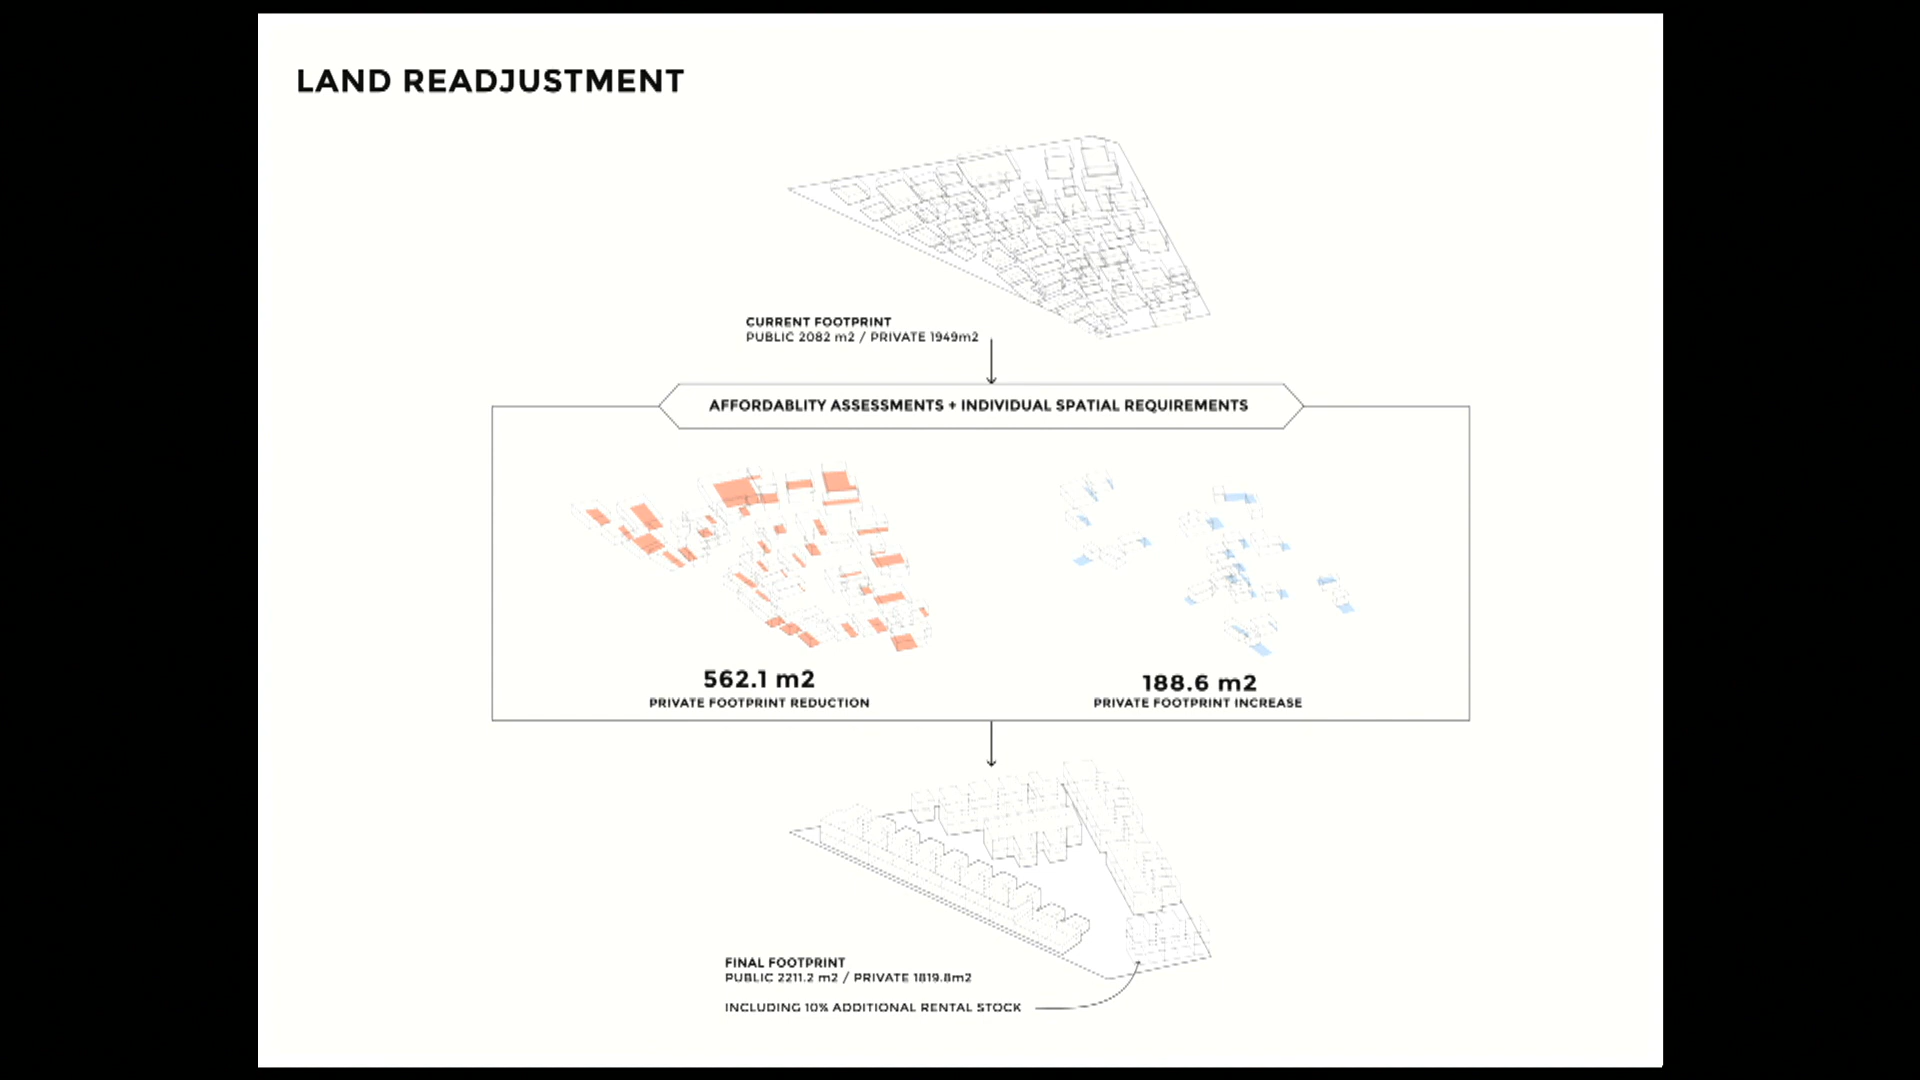 LAND READJUSTMENT
CURRENT FOOTPRINT
PUBLIC 2082 m2 / PRIVATE 1949m2
AFFORDABLITY ASSESSMENTS + INDIVIDUAL SPATIAL REQUIREMENTS
562.1 m2
PRIVATE FOOTPRINT REDUCTION
188.6 m2
PRIVATE FOOTPRINT INCREASE
FINAL FOOTPRINT
PUBLIC 2211.2 m2 / PRIVATE 1819.8m2
INCLUDING 10% ADDITIONAL RENTAL STOCK